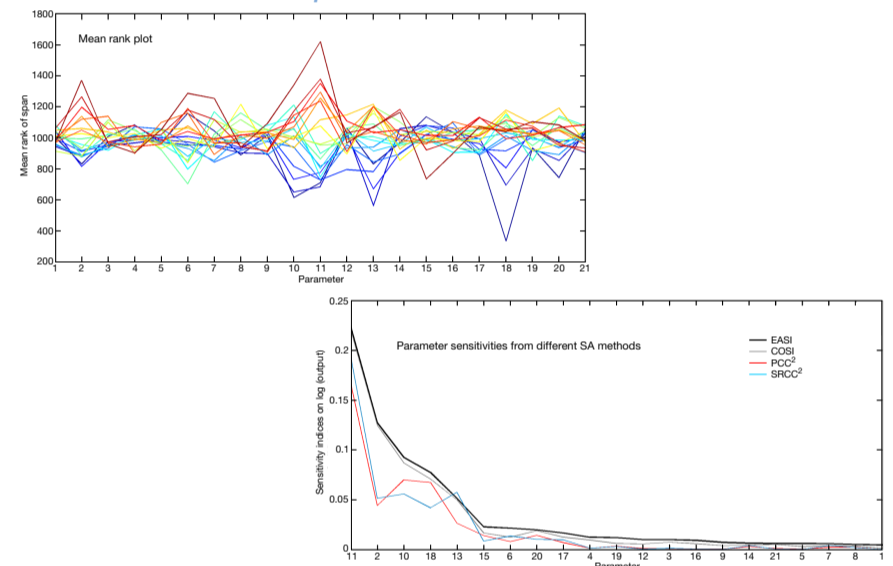 1800
Mean rank plot
1600
1400
1200
1000
800
600
400
200
Mean rank of span
1 2 3 4 5 6 7 8 9 10 11 12 13 14 15 16 17 18 19 20 21
Parameter
0.25
Parameter sensitivities from different SA methods
EASI
COSI
PCC²
SRCC²
0.2
0.15
0.1
0.05
0
Sensitivity indices on log (output)
11 2 10 18 13 15 6 20 17 4 19 12 3 16 9 14 21 5 7 8 1
Parameter